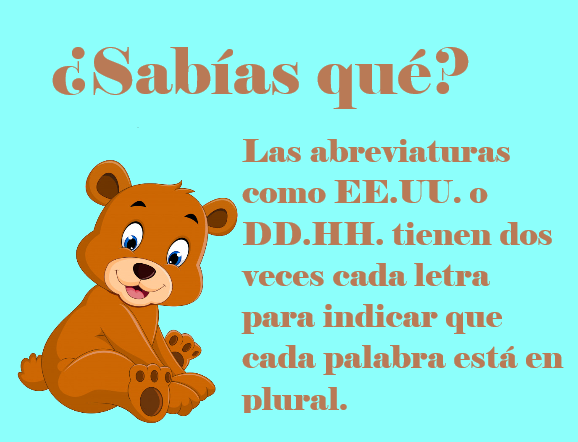 ¿Sabías qué?
Las abreviaturas
como EE.UU. o
DD.HH. tienen dos
veces cada letra
para indicar que
cada palabra está en
plural.